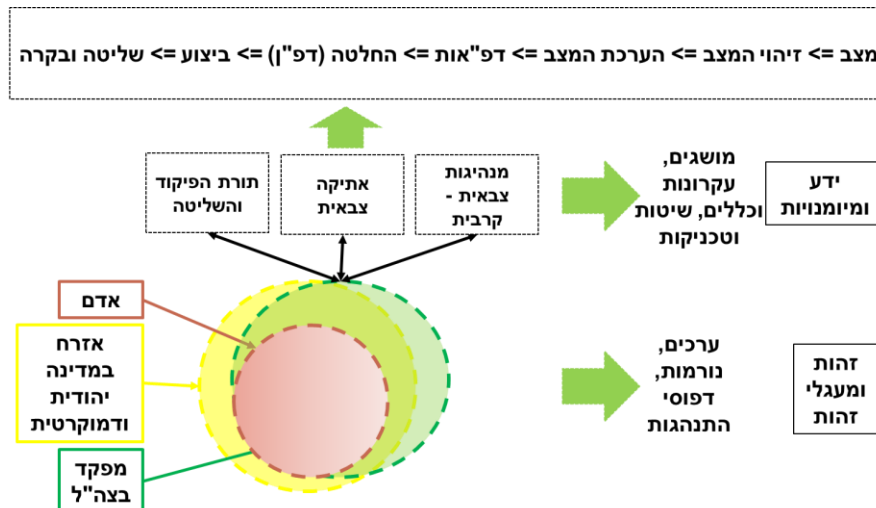 מצב => זיהוי המצב => הערכת המצב => דפ"אות => החלטה (דפ"ן) => ביצוע => שליטה ובקרה
תורת הפיקוד
והשליטה
אתיקה
צבאית
מנהיגות
צבאית -
קרבית
מושגים,
עקרונות
וכללים, שיטות
וטכניקות
ידע
ומיומנויות
אדם
אזרח
במדינה
יהודית
ודמוקרטית
מפקד
בצה"ל
ערכים,
נורמות,
דפוסי
התנהגות
זהות
ומעגלי
זהות